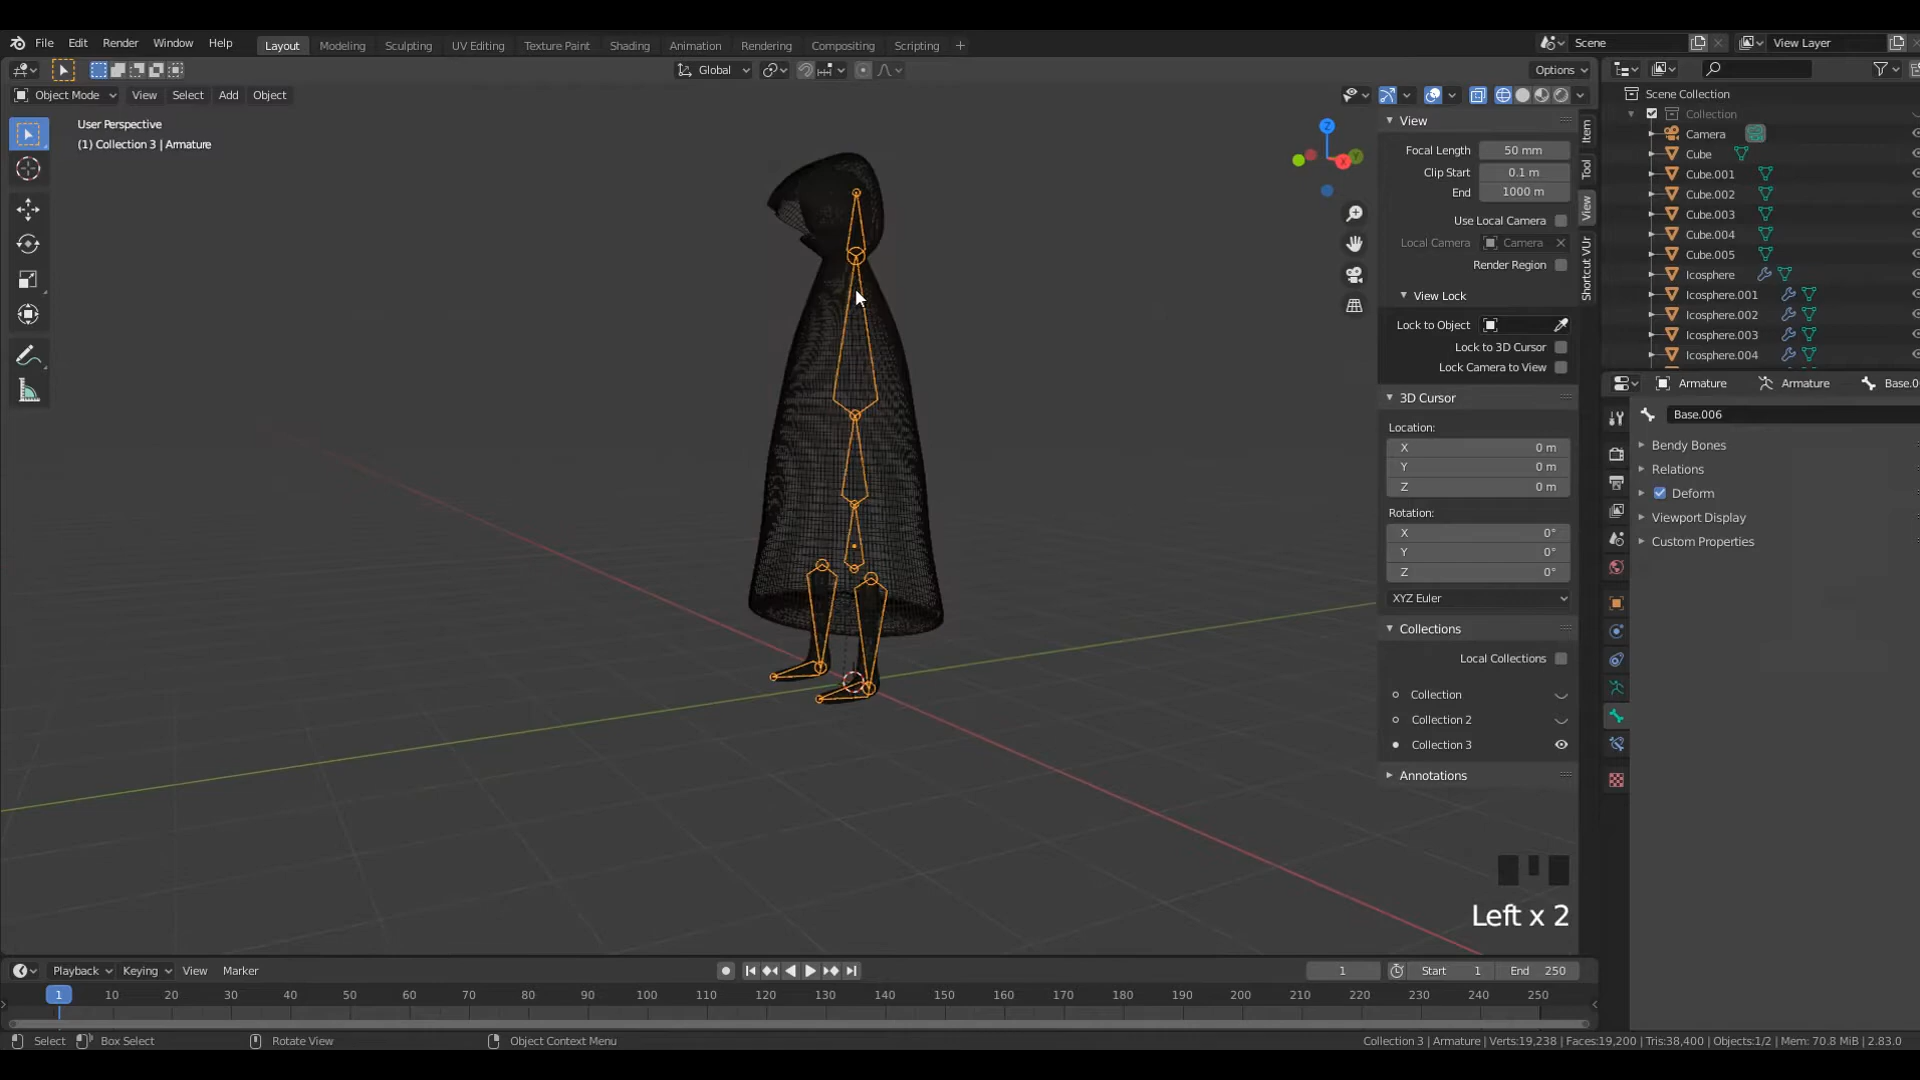 File Edit Render Window Help Layout Modeling Sculpting UV Editing Texture Paint Shading Animation Rendering Compositing Scripting + Scene View Layer
Global Options
Object Mode View Select Add Object
User Perspective
(1) Collection 3 | Armature
View
Focal Length 50 mm
Clip Start 0.1 m
End 1000 m
Use Local Camera
Local Camera Camera
Render Region
View Lock
Lock to Object
Lock to 3D Cursor
Lock Camera to View
3D Cursor
Location:
X 0 m
Y 0 m
Z 0 m
Rotation:
X 0°
Y 0°
Z 0°
XYZ Euler
Collections
Local Collections
Collection
Collection 2
Collection 3
Annotations
Item
Tool
View
Shortcut VUr
Scene Collection
Collection
Camera
Cube
Cube.001
Cube.002
Cube.003
Cube.004
Cube.005
Icosphere
Icosphere.001
Icosphere.002
Icosphere.003
Icosphere.004
Armature Armature Base.0
Base.006
Bendy Bones
Relations
Deform
Viewport Display
Custom Properties
Z
X
Y
Left x 2
Playback Keying View Marker 1 Start 1 End 250
1 10 20 30 40 50 60 70 80 90 100 110 120 130 140 150 160 170 180 190 200 210 220 230 240 250
Select Box Select Rotate View Object Context Menu Collection 3 | Armature | Verts:19,238 | Faces:19,200 | Tris:38,400 | Objects:1/2 | Mem: 70.8 MiB | 2.83.0